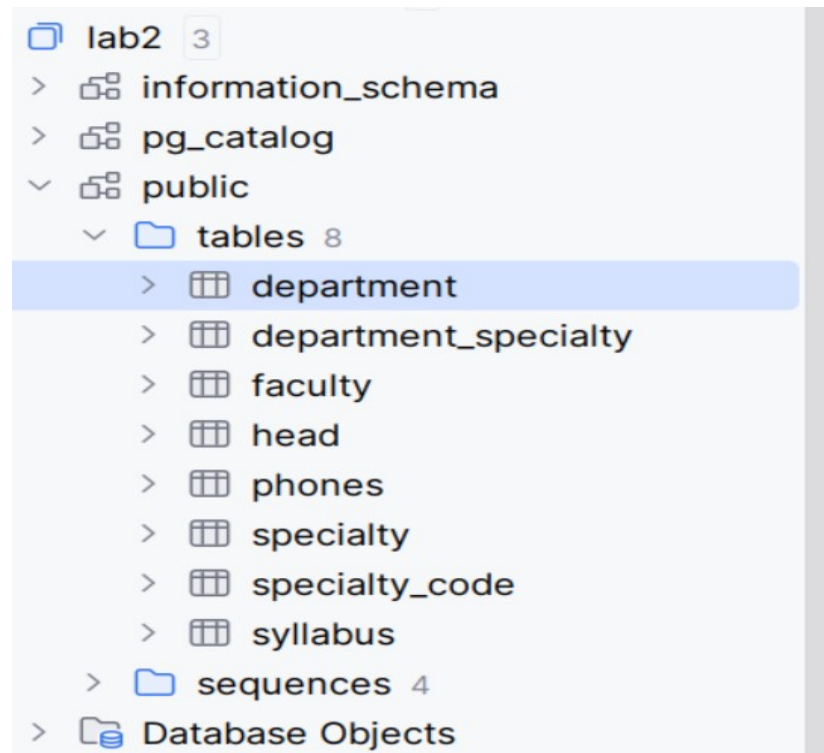 lab2 3
information_schema
pg_catalog
public
tables 8
department
department_specialty
faculty
head
phones
specialty
specialty_code
syllabus
sequences 4
Database Objects